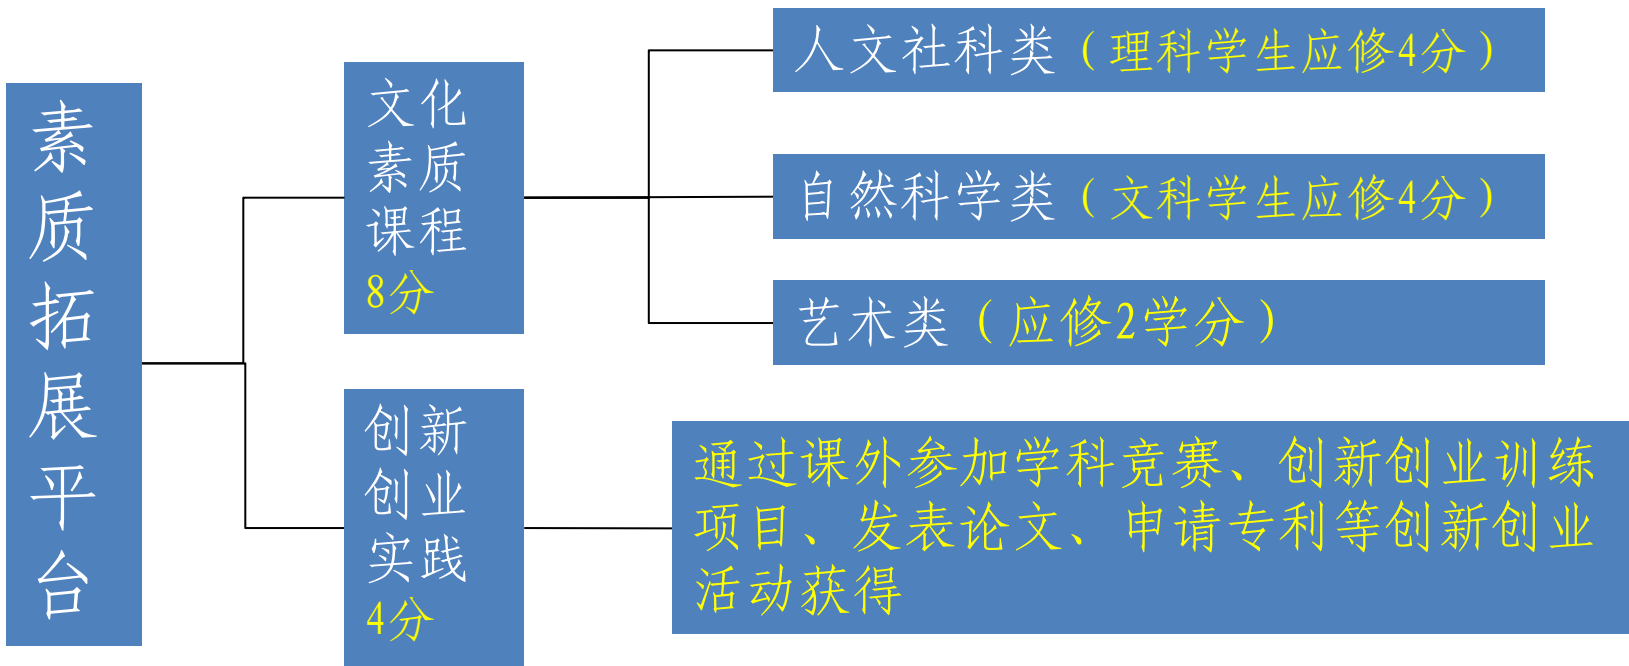 素质拓展平台
文化
素质
课程
8分
人文社科类（理科学生应修4分）
自然科学类（文科学生应修4分）
艺术类（应修2学分）
创新
创业
实践
4分
通过课外参加学科竞赛、创新创业训练
项目、发表论文、申请专利等创新创业
活动获得